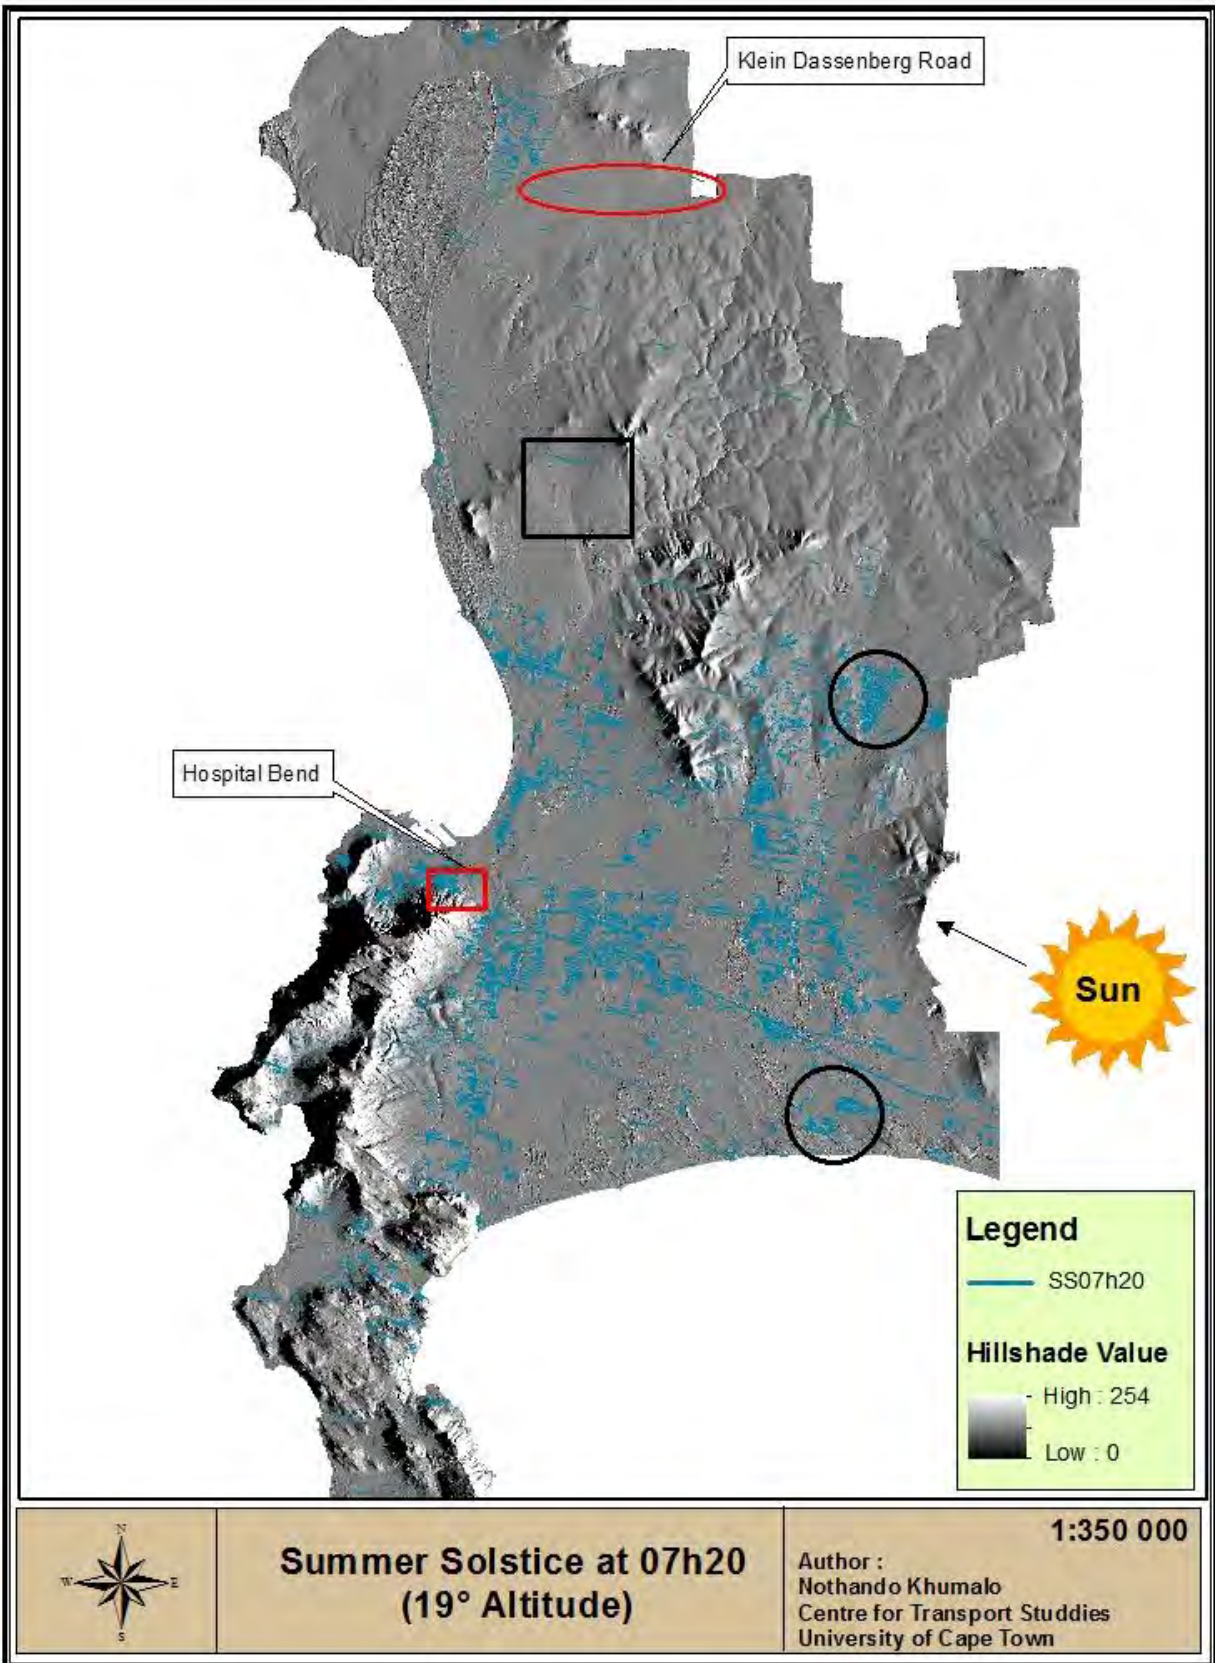 Klein Dassenberg Road
Hospital Bend
Sun
Legend
SS07h20
Hillshade Value
High : 254
Low : 0
N
W
E
S
Summer Solstice at 07h20
(19° Altitude)
1:350 000
Author :
Nothando Khumalo
Centre for Transport Studdies
University of Cape Town